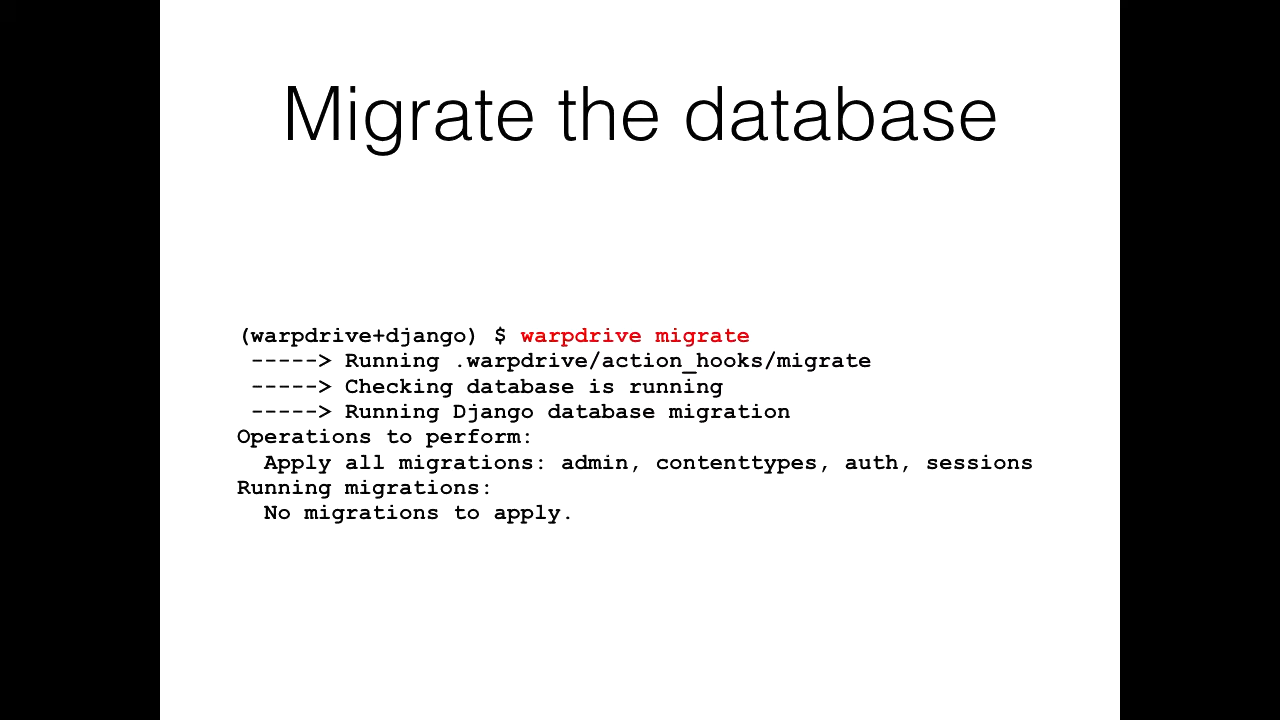 Migrate the database
(warpdrive+django) $ warpdrive migrate
-----> Running .warpdrive/action_hooks/migrate
-----> Checking database is running
-----> Running Django database migration
Operations to perform:
Apply all migrations: admin, contenttypes, auth, sessions
Running migrations:
No migrations to apply.